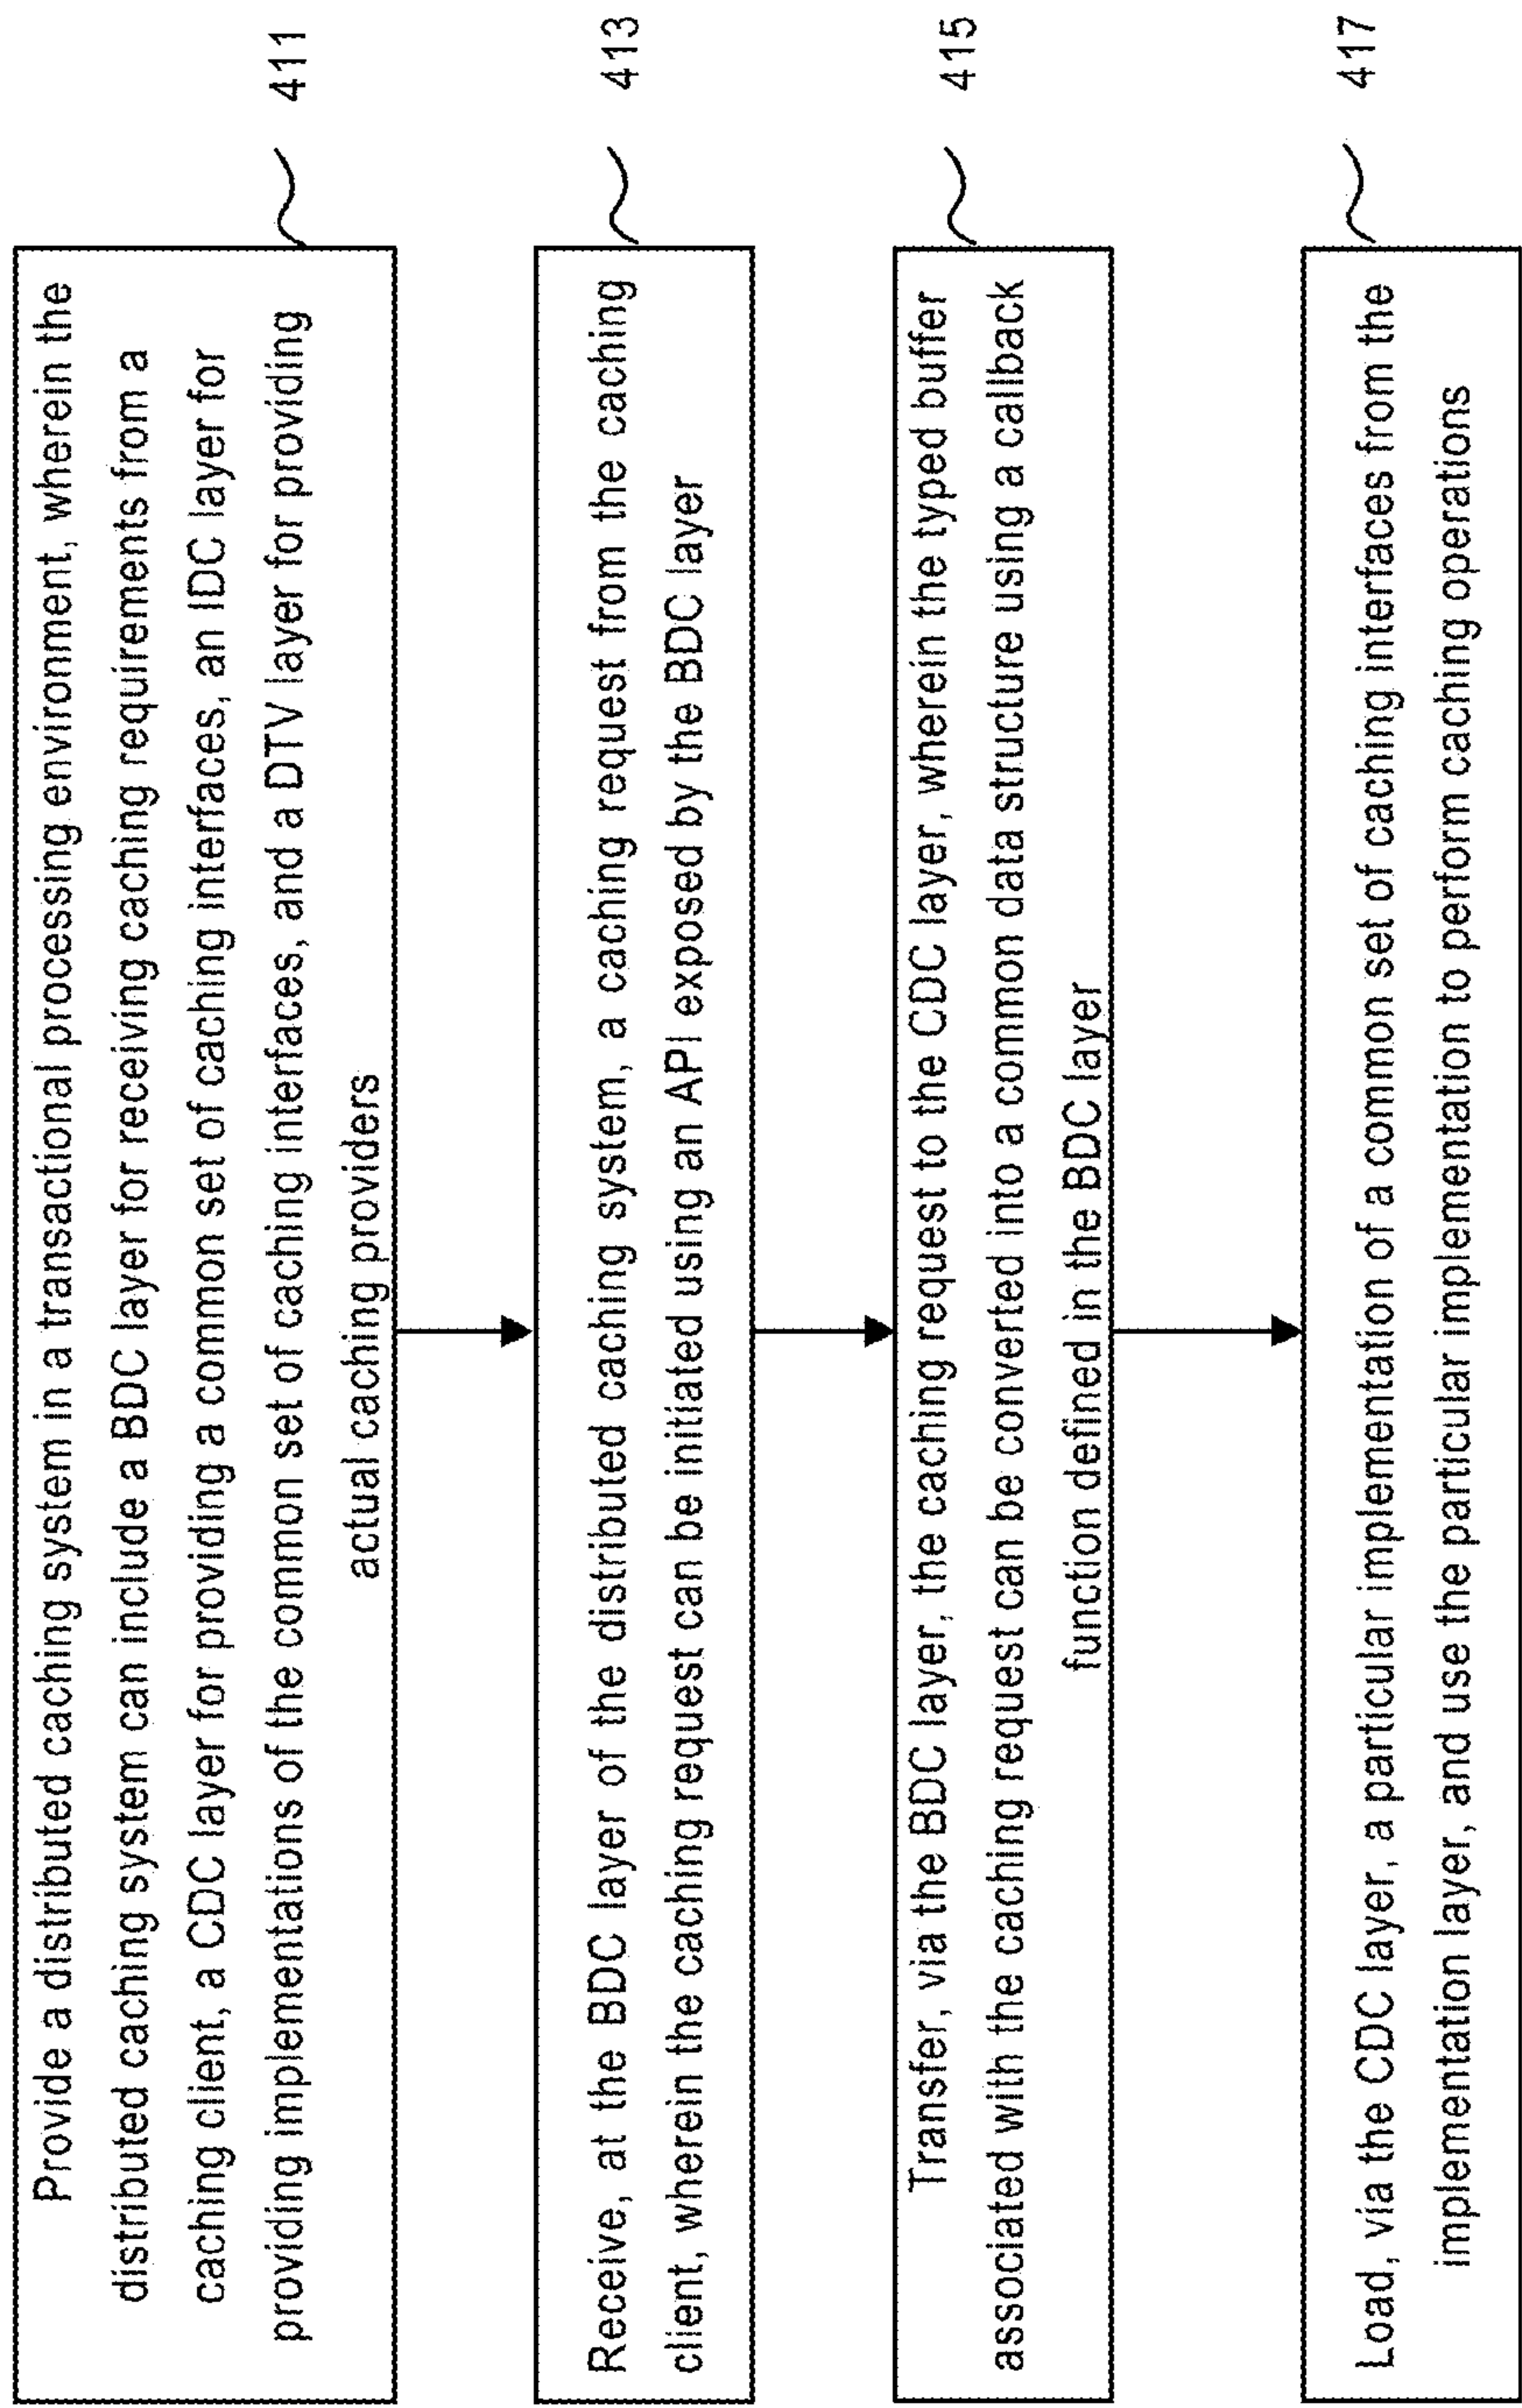 Provide a distributed caching system in a transactional processing environment, wherein the
distributed caching system can include a BDC layer for receiving caching requirements from a
caching client, a CDC layer for providing a common set of caching interfaces, an IDC layer for
providing implementations of the common set of caching interfaces, and a DTV layer for providing
actual caching providers
411
Receive, at the BDC layer of the distributed caching system, a caching request from the caching
client, wherein the caching request can be initiated using an API exposed by the BDC layer
413
Transfer, via the BDC layer, the caching request to the CDC layer, wherein the typed buffer
associated with the caching request can be converted into a common data structure using a callback
function defined in the BDC layer
415
Load, via the CDC layer, a particular implementation of a common set of caching interfaces from the
implementation layer, and use the particular implementation to perform caching operations
417